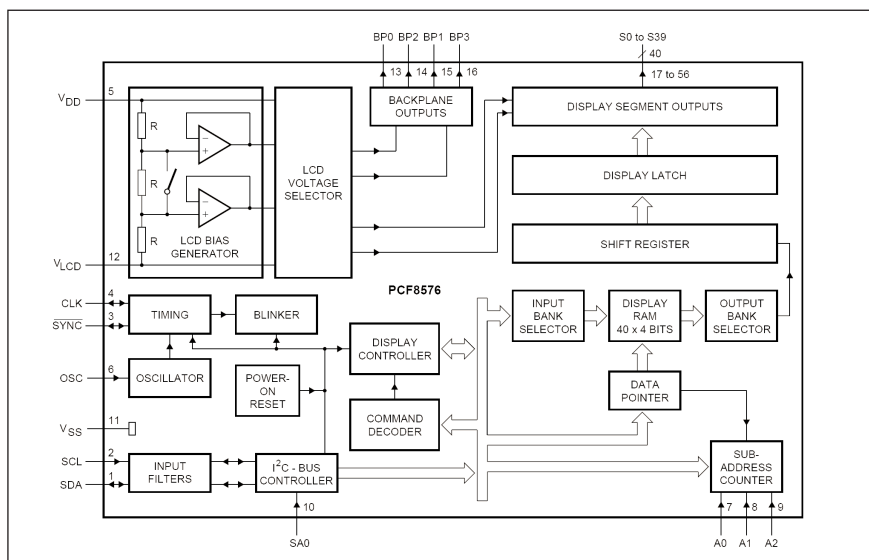 BP0 BP2 BP1 BP3
S0 to S39
40
13 14 15 16
17 to 56
VDD
5
BACKPLANE
OUTPUTS
DISPLAY SEGMENT OUTPUTS
R
R
R
−
+
−
+
LCD
VOLTAGE
SELECTOR
DISPLAY LATCH
LCD BIAS
GENERATOR
SHIFT REGISTER
VLCD
12
PCF8576
CLK
4
SYNC
3
TIMING
BLINKER
DISPLAY
CONTROLLER
INPUT
BANK
SELECTOR
DISPLAY
RAM
40 x 4 BITS
OUTPUT
BANK
SELECTOR
OSC
6
OSCILLATOR
POWER-
ON
RESET
COMMAND
DECODER
DATA
POINTER
VSS
11
SCL
2
SDA
1
INPUT
FILTERS
I2C - BUS
CONTROLLER
SUB-
ADDRESS
COUNTER
10
7 8 9
SA0
A0 A1 A2